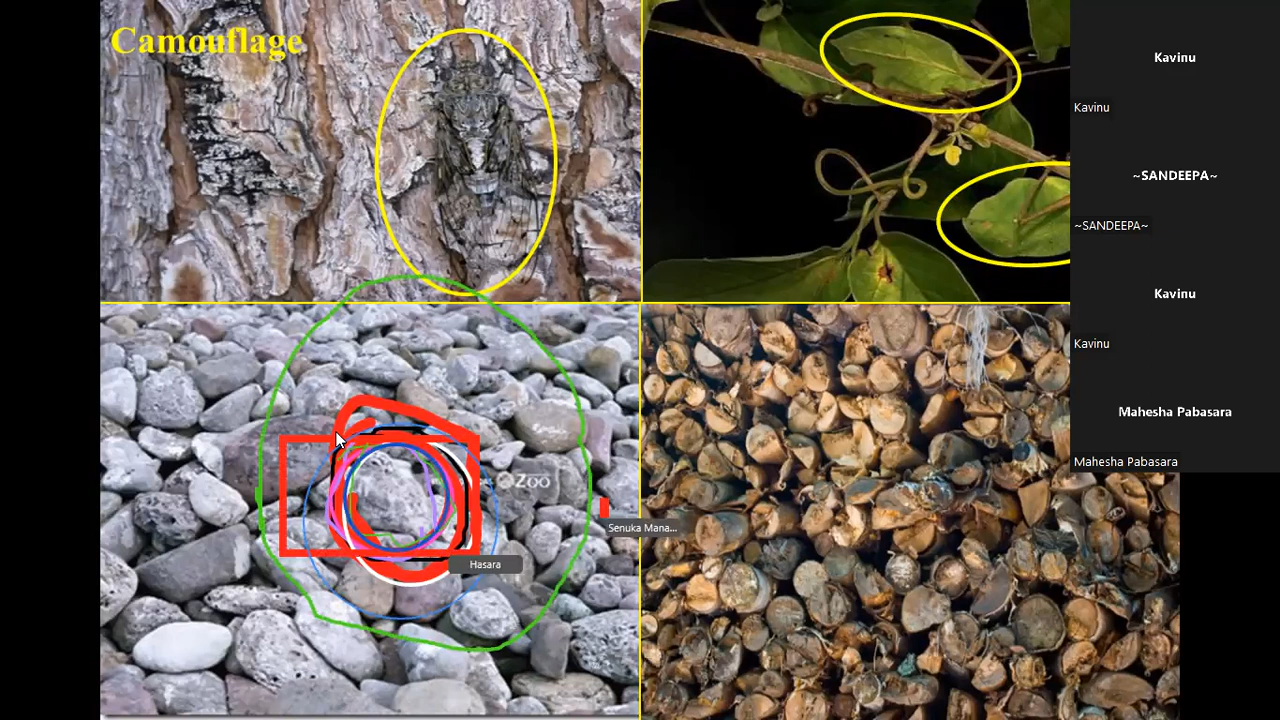 Camouflage
Kavinu
Kavinu
~SANDEEPA~
~SANDEEPA~
Kavinu
Kavinu
Mahesha Pabasara
Mahesha Pabasara
Zoo
Senuka Mana...
Hasara